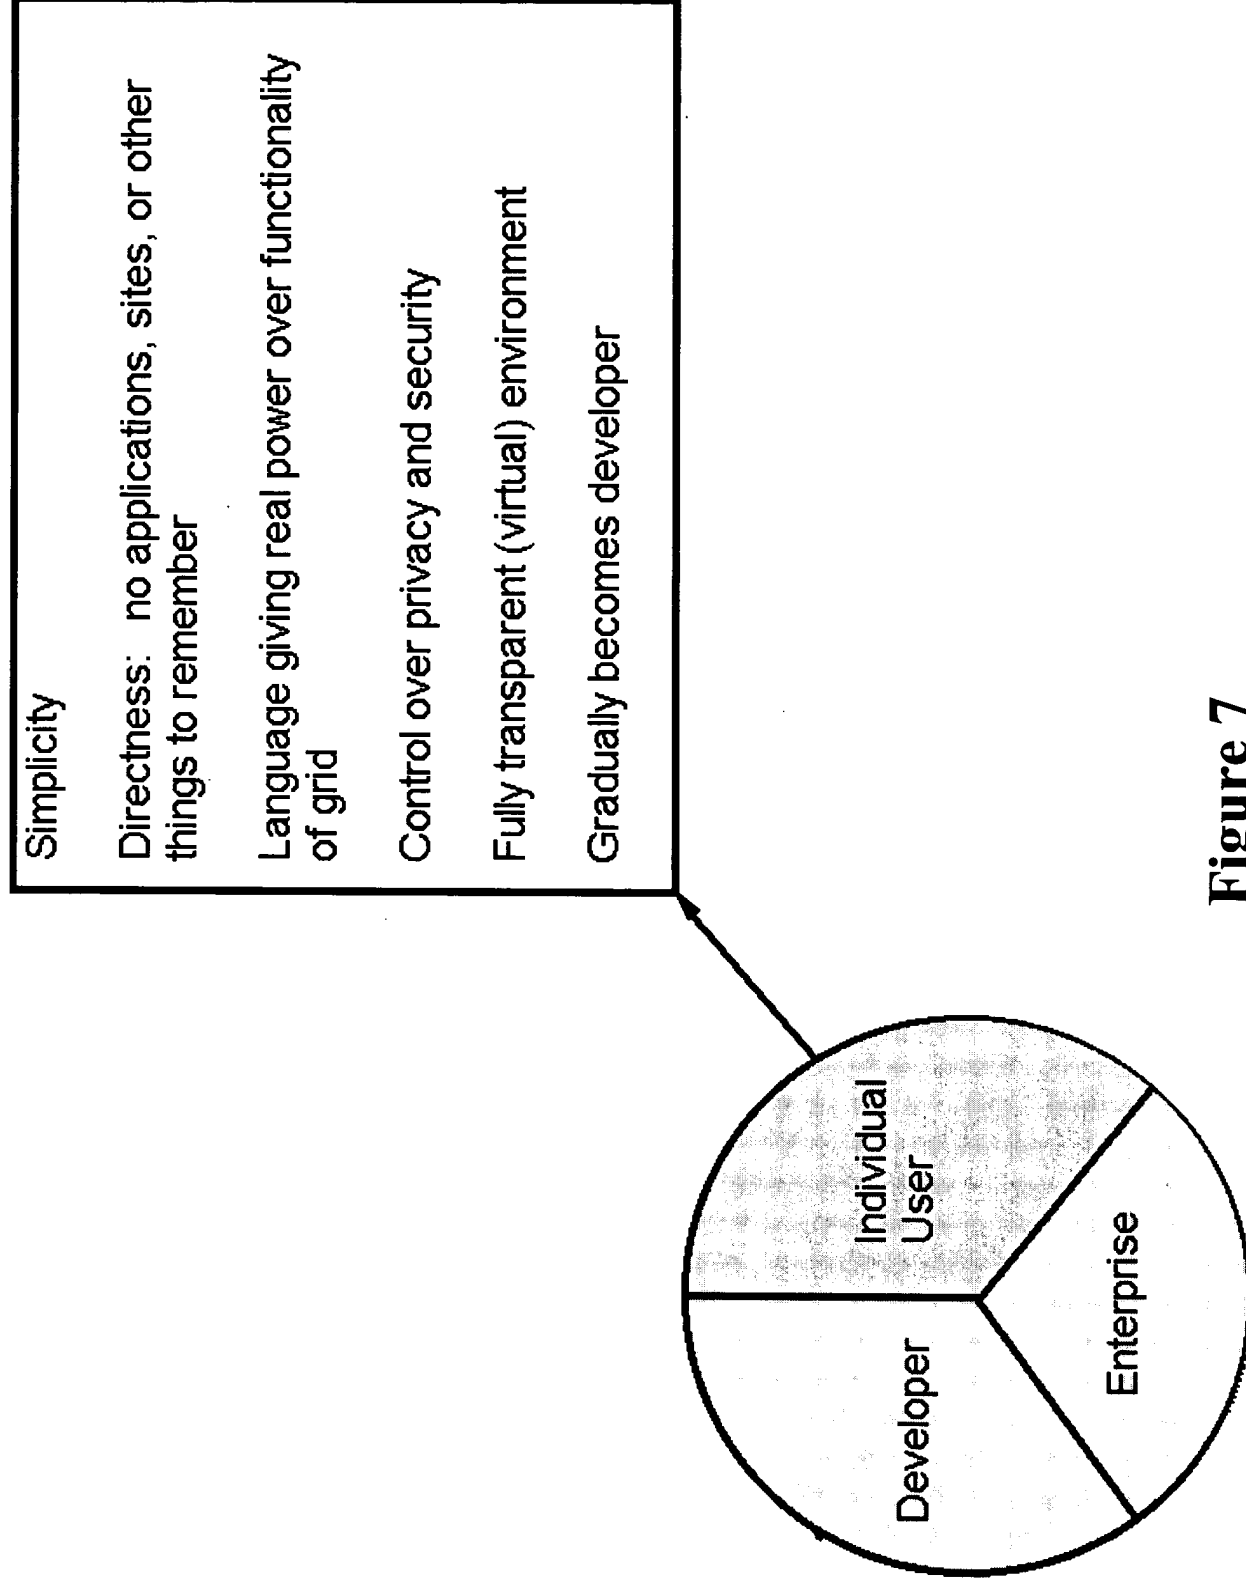 Simplicity
Directness: no applications, sites, or other
things to remember
Language giving real power over functionality
of grid
Control over privacy and security
Fully transparent (virtual) environment
Gradually becomes developer
Individual
User
Developer
Enterprise
Figure 7